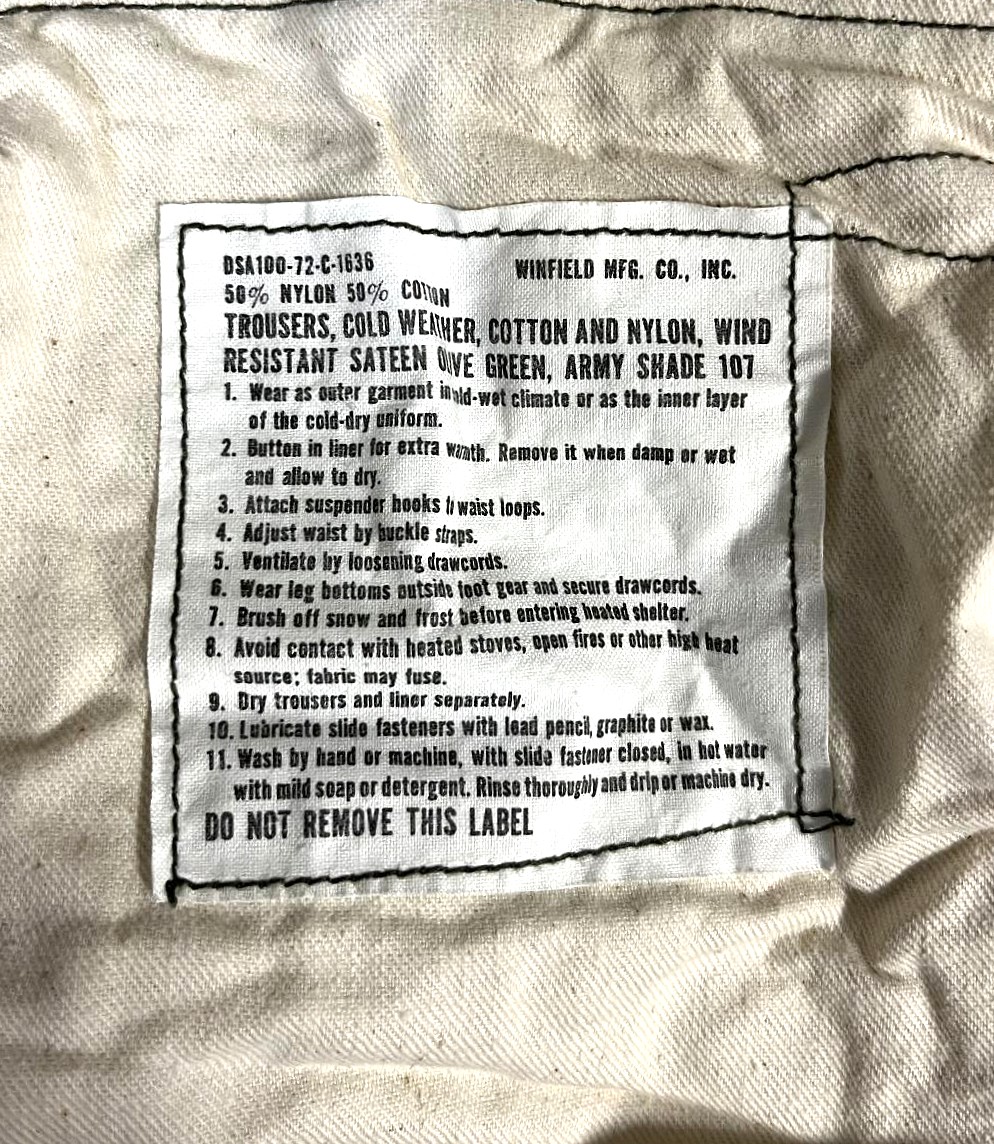 DSA100-72-C-1636
WINFIELD MFG. CO., INC.
50% NYLON 50% COTTON
TROUSERS, COLD WEATHER, COTTON AND NYLON, WIND
RESISTANT SATEEN OLIVE GREEN, ARMY SHADE 107
1. Wear as outer garment in cold-wet climate or as the inner layer
of the cold-dry uniform.
2. Button in liner for extra warmth. Remove it when damp or wet
and allow to dry.
3. Attach suspender hooks to waist loops.
4. Adjust waist by buckle straps.
5. Ventilate by loosening drawcords.
6. Wear leg bottoms outside foot gear and secure drawcords.
7. Brush off snow and frost before entering heated shelter.
8. Avoid contact with heated stoves, open fires or other high heat
source; fabric may fuse.
9. Dry trousers and liner separately.
10. Lubricate slide fasteners with lead pencil, graphite or wax.
11. Wash by hand or machine, with slide fastener closed, in hot water
with mild soap or detergent. Rinse thoroughly and drip or machine dry.
DO NOT REMOVE THIS LABEL